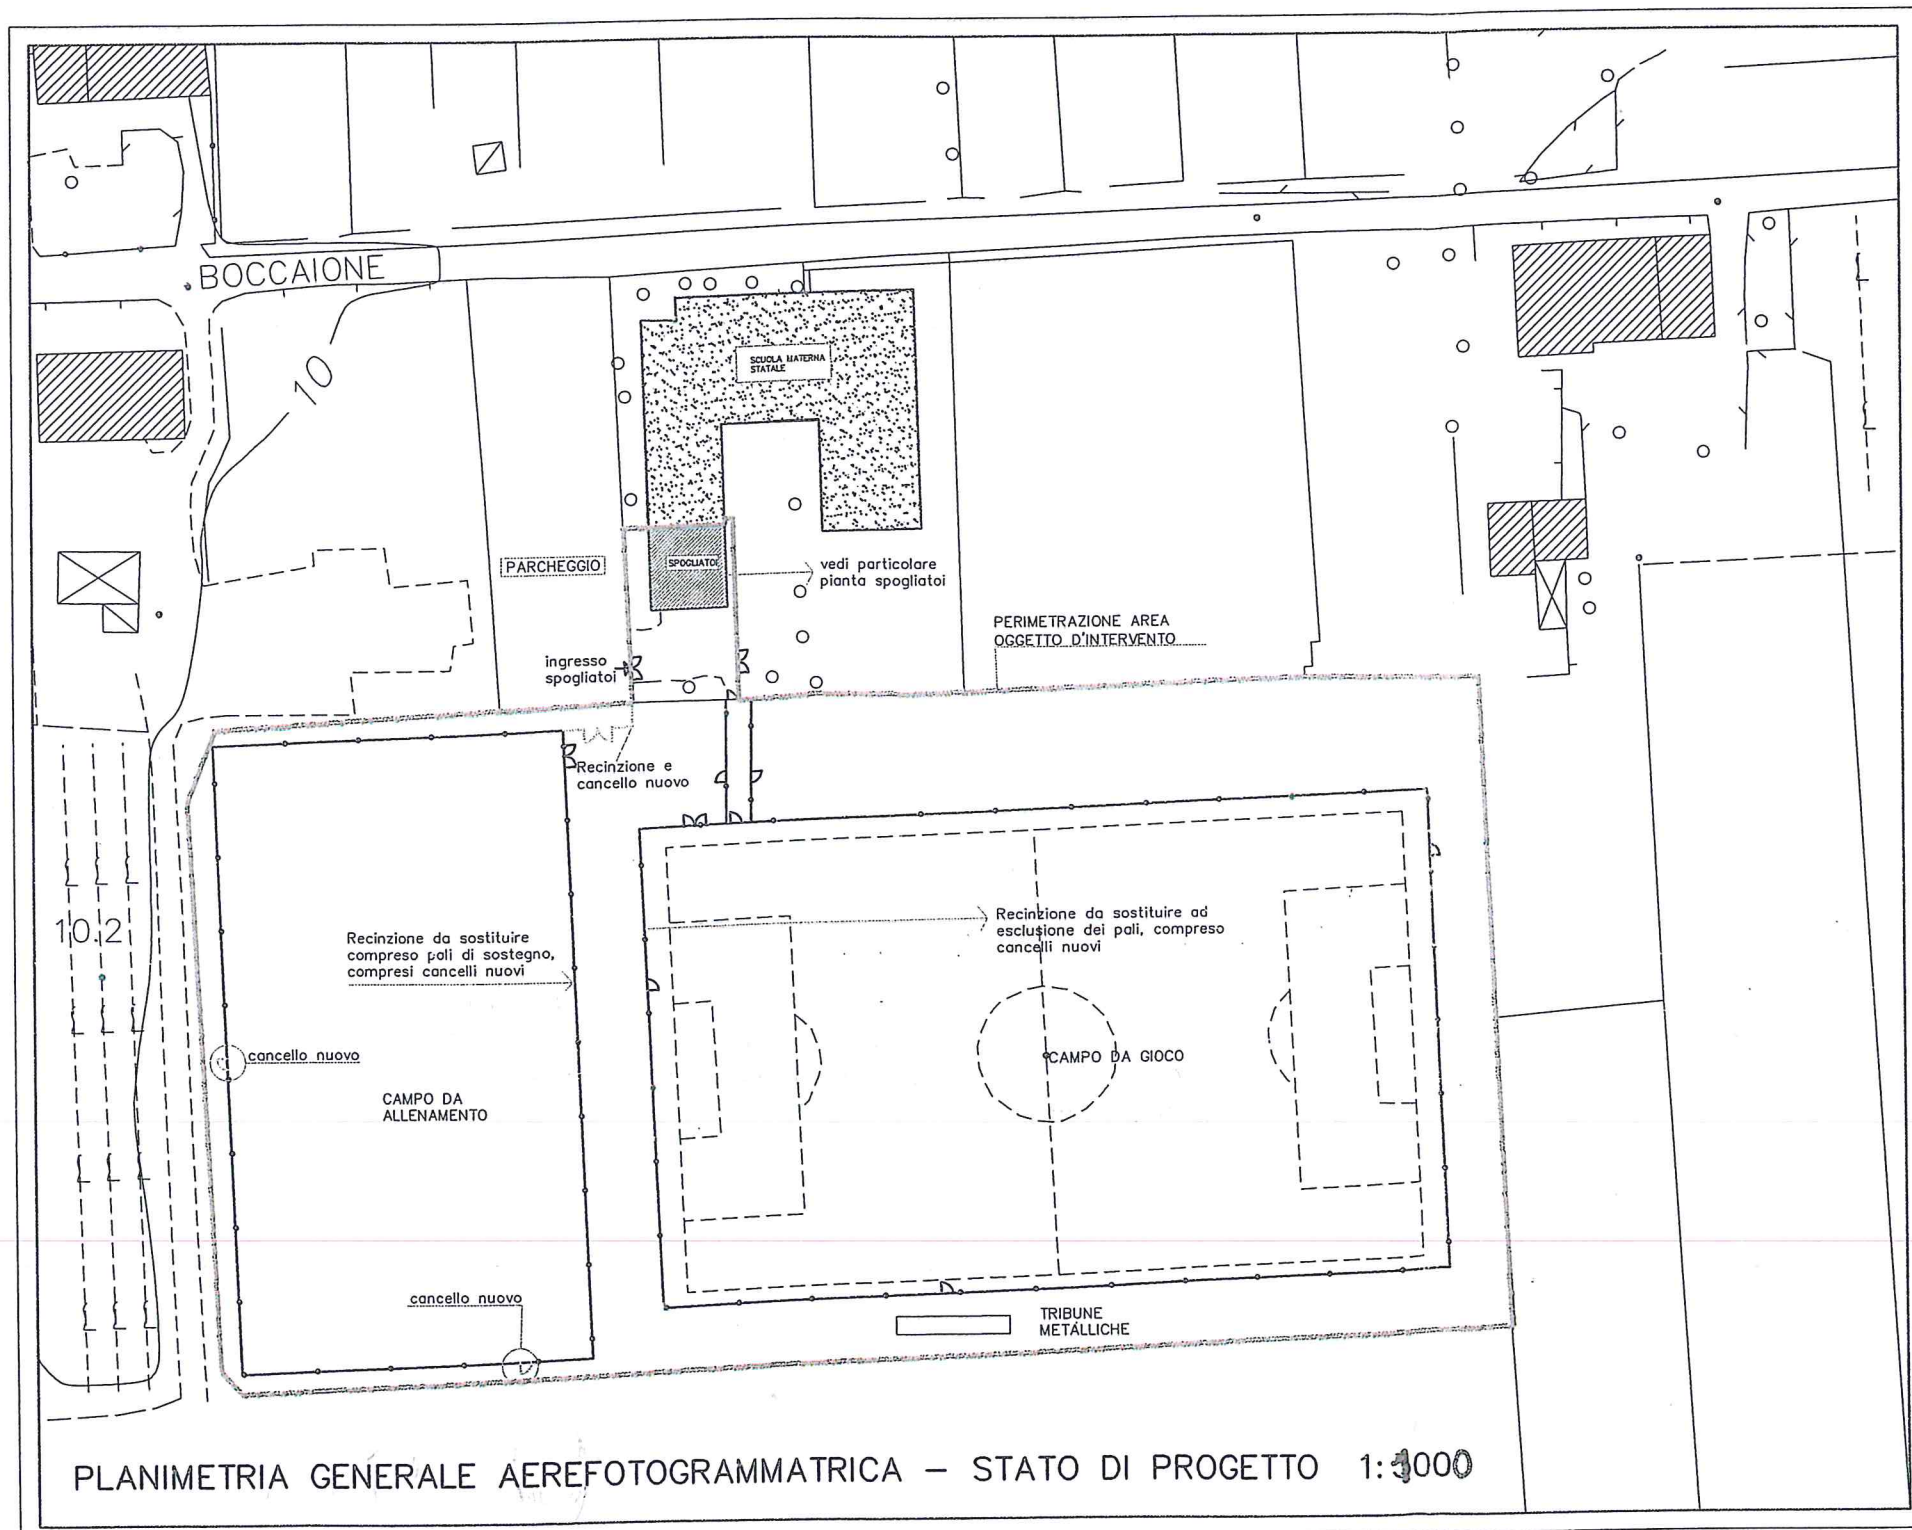 BOCCAIONE
10
SCUOLA MATERNA
STATALE
PARCHEGGIO
SPOGLIATOI
vedi particolare
pianta spogliatoi
PERIMETRAZIONE AREA
OGGETTO D'INTERVENTO
ingresso
spogliatoi
Recinzione e
cancello nuovo
10.2
Recinzione da sostituire
compreso pali di sostegno,
compresi cancelli nuovi
Recinzione da sostituire ad
esclusione dei pali, compreso
cancelli nuovi
cancello nuovo
CAMPO DA GIOCO
CAMPO DA
ALLENAMENTO
cancello nuovo
TRIBUNE
METALLICHE
PLANIMETRIA GENERALE AEREFOTOGRAMMATRICA – STATO DI PROGETTO